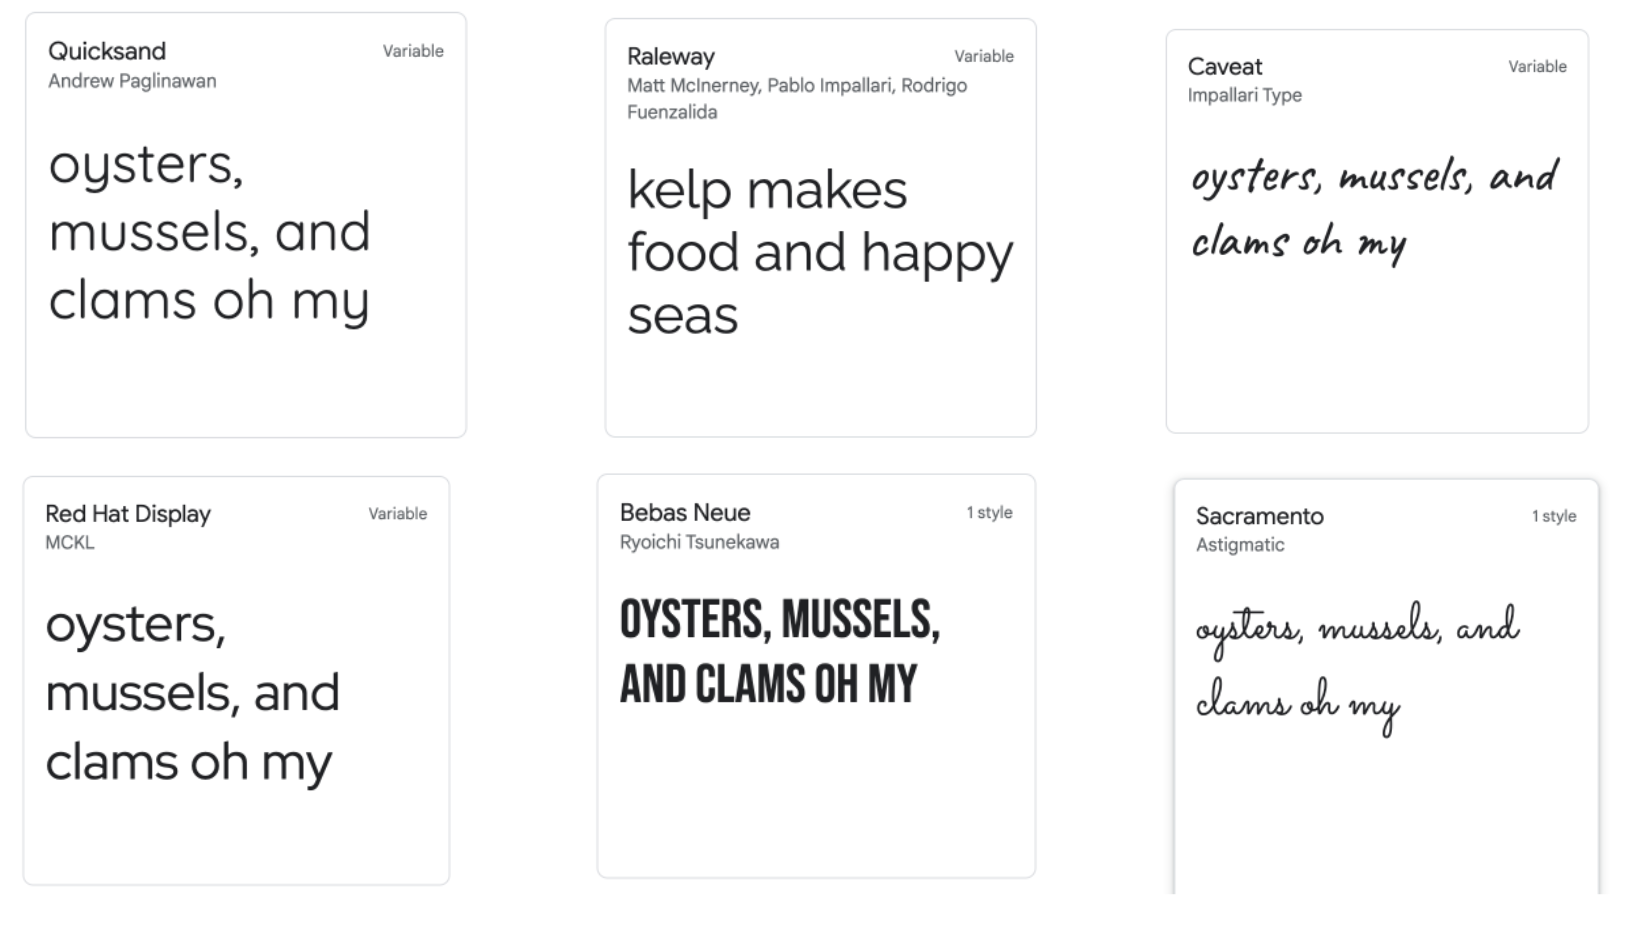 Quicksand
Variable
Andrew Paglinawan
oysters,
mussels, and
clams oh my
Raleway
Variable
Matt McInerney, Pablo Impallari, Rodrigo
Fuenzalida
kelp makes
food and happy
seas
Caveat
Variable
Impallari Type
oysters, mussels, and
clams oh my
Red Hat Display
Variable
MCKL
oysters,
mussels, and
clams oh my
Bebas Neue
1 style
Ryoichi Tsunekawa
OYSTERS, MUSSELS,
AND CLAMS OH MY
Sacramento
1 style
Astigmatic
oysters, mussels, and
clams oh my